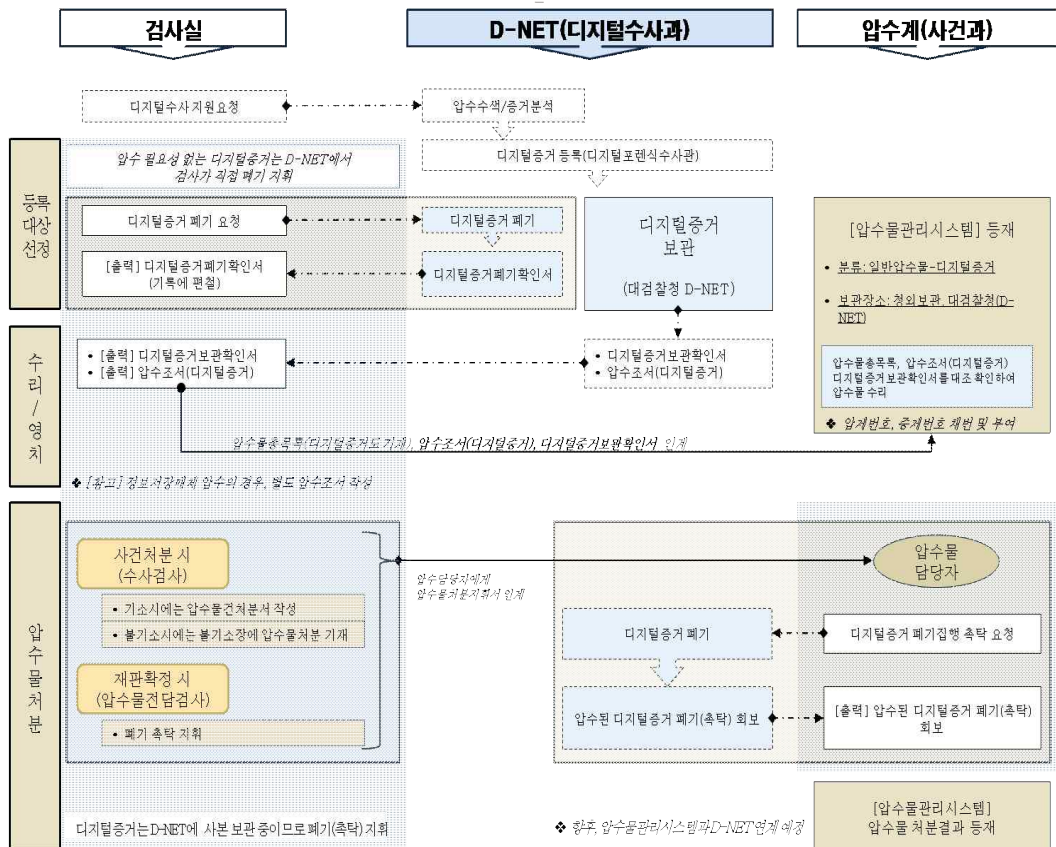 검사실
D-NET(디지털수사과)
압수계(사건과)
디지털수사지원요청
압수수색/증거분석
디지털증거 등록(디지털포렌식수사관)
등록
대상
선정
압수 필요성 없는 디지털증거는 D-NET에서
검사가 직접 폐기 지휘
디지털증거 폐기 요청
디지털증거 폐기
[출력] 디지털증거폐기확인서
(기록에 편철)
디지털증거폐기확인서
디지털증거
보관
(대검찰청 D-NET)
[압수물관리시스템] 등재
• 분류: 일반압수물-디지털증거
• 보관장소: 청외보관, 대검찰청(D-
NET)
압수물총목록, 압수조서(디지털증거)
디지털증거보관확인서를 대조 확인하여
압수물 수리
❖ 압제번호, 중제번호 채번 및 부여
수
리
/
영
치
• [출력] 디지털증거보관확인서
• [출력] 압수조서(디지털증거)
• 디지털증거보관확인서
• 압수조서(디지털증거)
압수물총목록(디지털증거도 기재), 압수조서(디지털증거), 디지털증거보관확인서 인계
❖ [참고] 정보저장매체 압수의 경우, 별도 압수조서 작성
압
수
물
처
분
사건처분 시
(수사검사)
• 기소시에는 압수물건처분서 작성
• 불기소시에는 불기소장에 압수물처분 기재
재판확정 시
(압수물전담검사)
• 폐기 촉탁 지휘
압수담당자에게
압수물처분지휘서 인계
압수물
담당자
디지털증거 폐기
디지털증거 폐기집행 촉탁 요청
압수된 디지털증거 폐기(촉탁) 회보
[출력] 압수된 디지털증거 폐기(촉탁)
회보
디지털증거는 D-NET에 사본 보관 중이므로 폐기(촉탁) 지휘
❖ 향후, 압수물관리시스템과 D-NET 연계 예정
[압수물관리시스템]
압수물 처분결과 등재